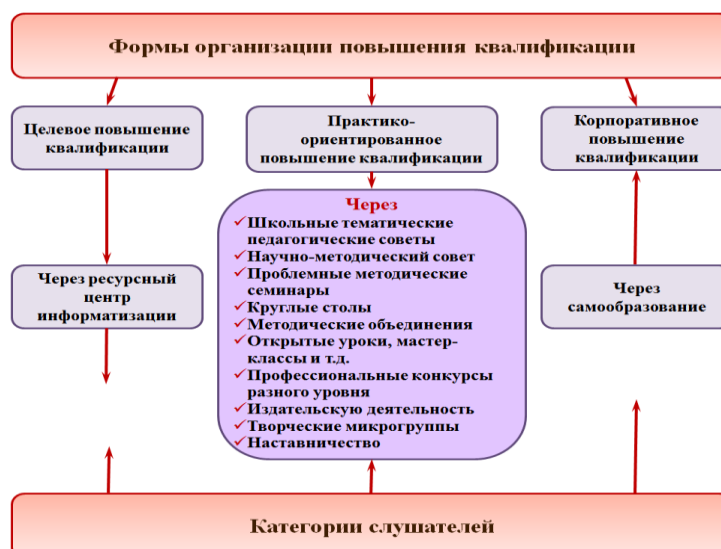 Формы организации повышения квалификации
Целевое повышение
квалификации
Практико-
ориентированное
повышение квалификации
Корпоративное
повышение
квалификации
Через ресурсный
центр
информатизации
Через
Школьные тематические
педагогические советы
Научно-методический совет
Проблемные методические
семинары
Круглые столы
Методические объединения
Открытые уроки, мастер-
классы и т.д.
Профессиональные конкурсы
разного уровня
Издательскую деятельность
Творческие микрогруппы
Наставничество
Через
самообразование
Категории слушателей